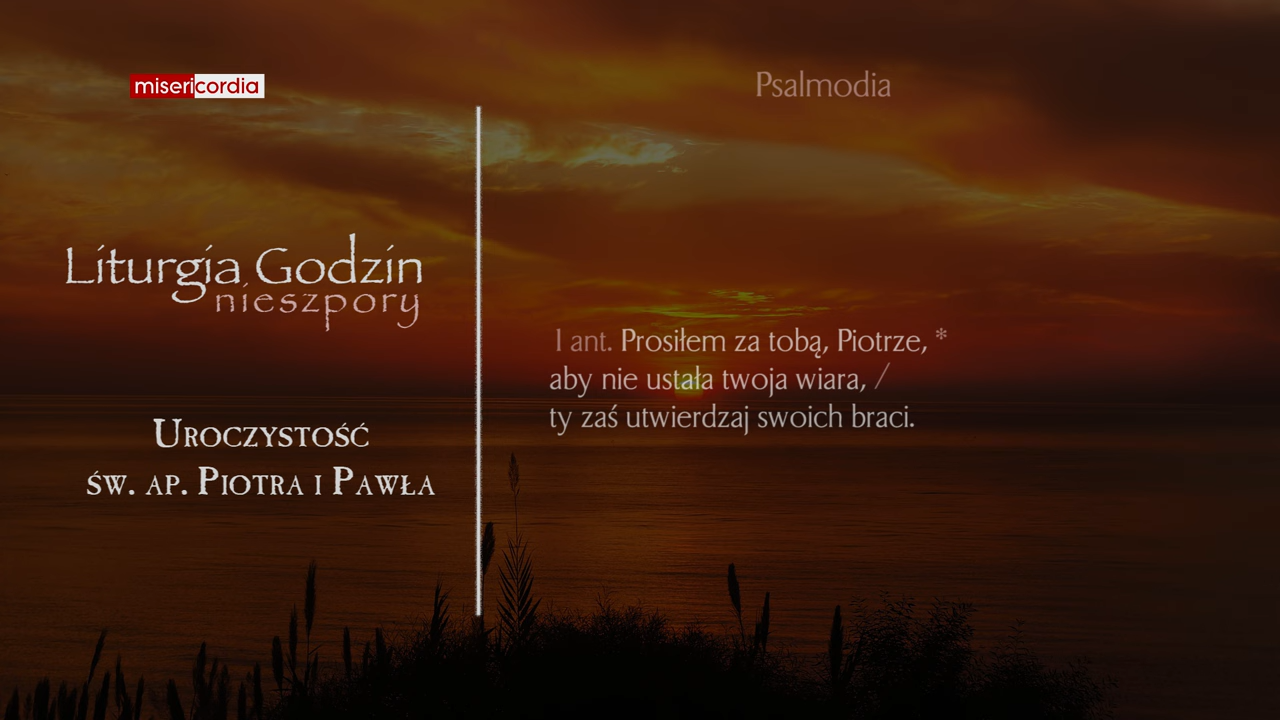 misericordia
Liturgia Godzin
nieszpory
Uroczystość
św. ap. Piotra i Pawła
Psalmodia
1 ant. Prosiłem za tobą, Piotrze, *
aby nie ustała twoja wiara, /
ty zaś utwierdzaj swoich braci.